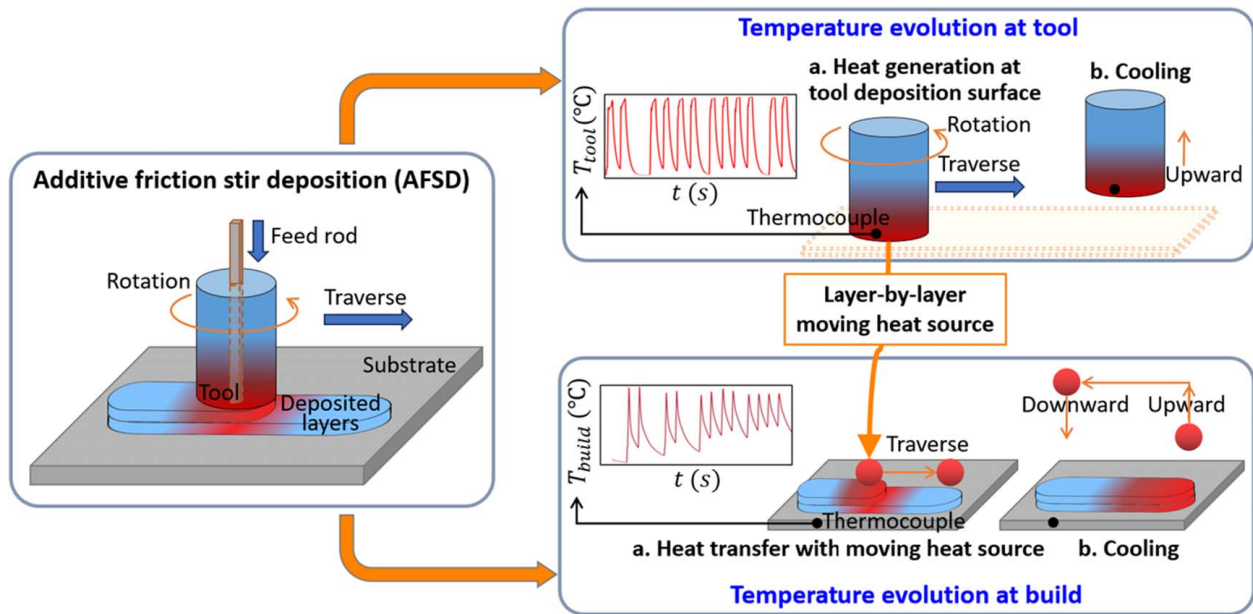 Additive friction stir deposition (AFSD)
Feed rod
Rotation
Traverse
Substrate
Tool
Deposited
layers
Temperature evolution at tool
a. Heat generation at
tool deposition surface
b. Cooling
T_tool (°C)
t (s)
Rotation
Traverse
Upward
Thermocouple
Layer-by-layer
moving heat source
T_build (°C)
t (s)
Traverse
Downward
Upward
Thermocouple
a. Heat transfer with moving heat source
b. Cooling
Temperature evolution at build